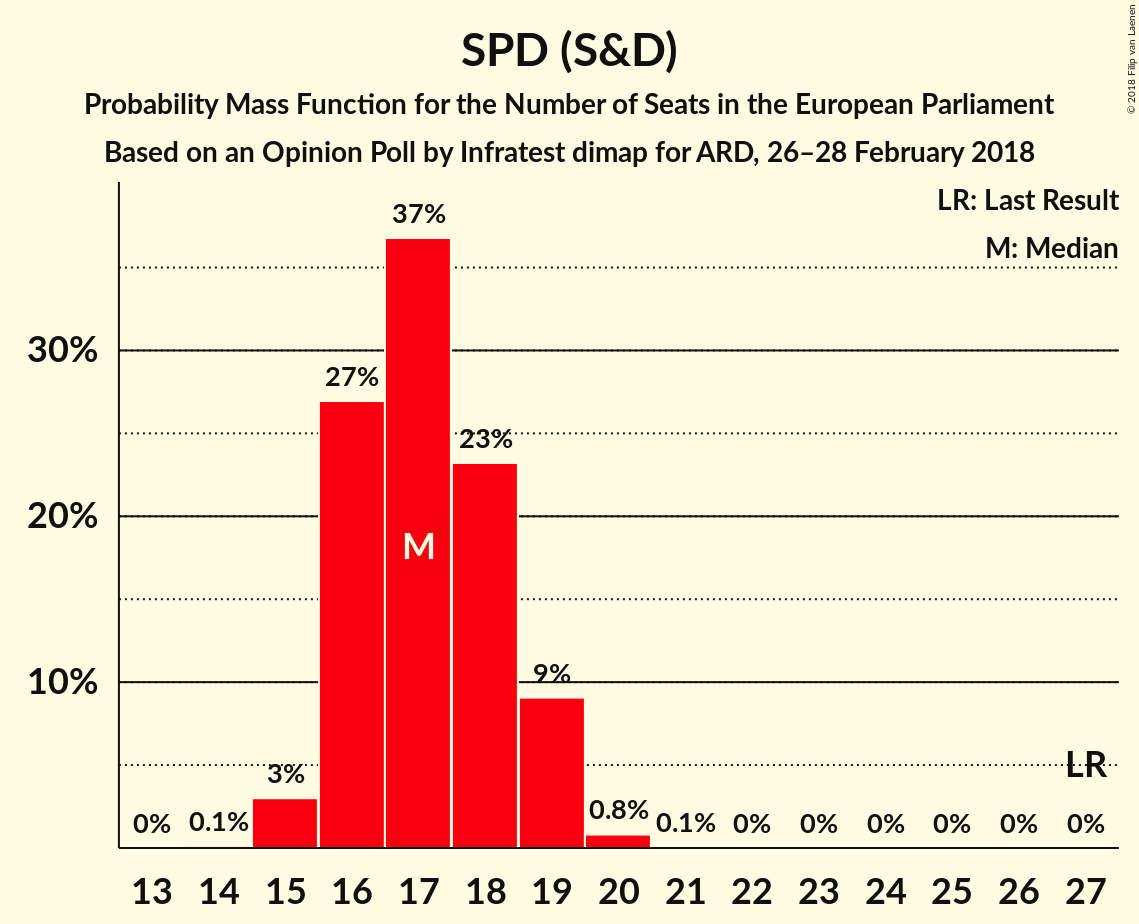 SPD (S&D)
Probability Mass Function for the Number of Seats in the European Parliament
Based on an Opinion Poll by Infratest dimap for ARD, 26–28 February 2018
© 2018 Filip van Laenen
LR: Last Result
M: Median
30%
20%
10%
0%
0.1%
3%
27%
37%
M
23%
9%
0.8%
0.1%
0%
0%
0%
0%
0%
0%
LR
13 14 15 16 17 18 19 20 21 22 23 24 25 26 27